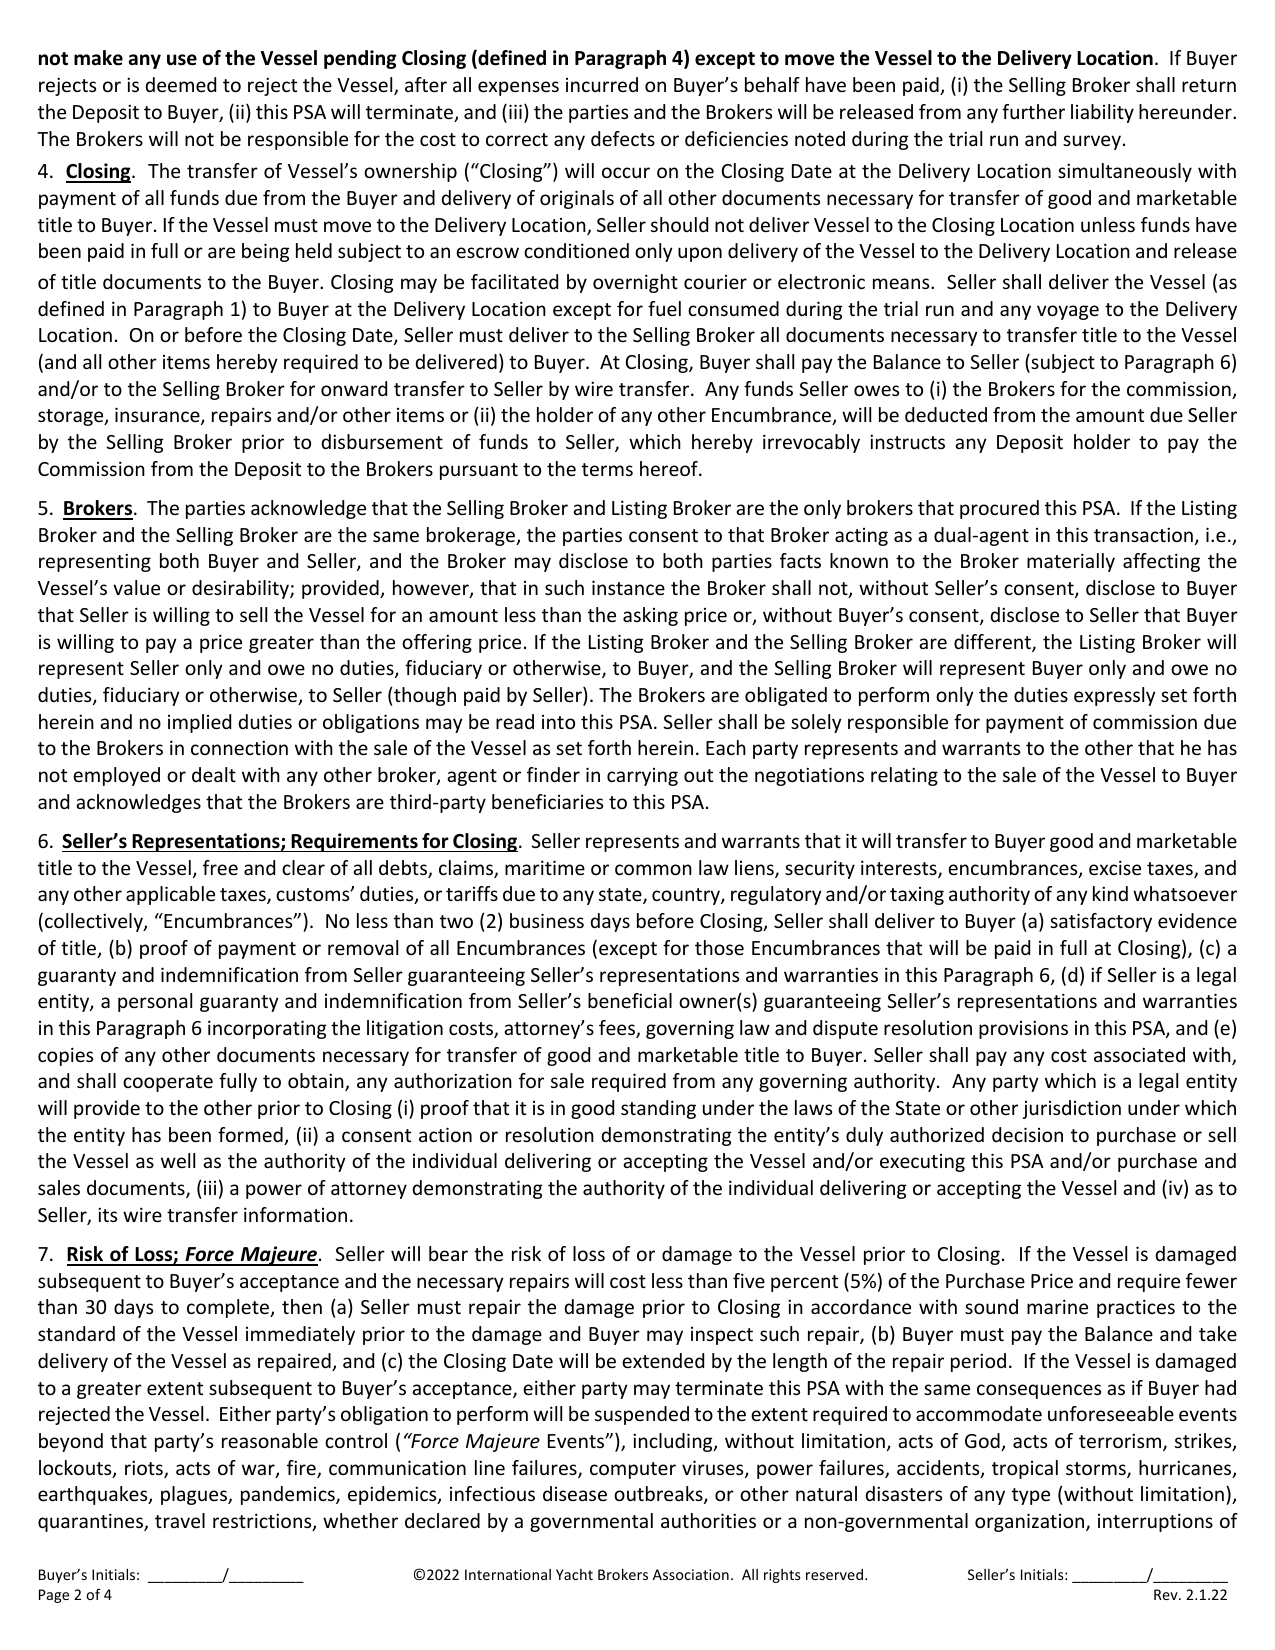 not make any use of the Vessel pending Closing (defined in Paragraph 4) except to move the Vessel to the Delivery Location. If Buyer
rejects or is deemed to reject the Vessel, after all expenses incurred on Buyer’s behalf have been paid, (i) the Selling Broker shall return
the Deposit to Buyer, (ii) this PSA will terminate, and (iii) the parties and the Brokers will be released from any further liability hereunder.
The Brokers will not be responsible for the cost to correct any defects or deficiencies noted during the trial run and survey.
4. Closing. The transfer of Vessel’s ownership (“Closing”) will occur on the Closing Date at the Delivery Location simultaneously with
payment of all funds due from the Buyer and delivery of originals of all other documents necessary for transfer of good and marketable
title to Buyer. If the Vessel must move to the Delivery Location, Seller should not deliver Vessel to the Closing Location unless funds have
been paid in full or are being held subject to an escrow conditioned only upon delivery of the Vessel to the Delivery Location and release
of title documents to the Buyer. Closing may be facilitated by overnight courier or electronic means. Seller shall deliver the Vessel (as
defined in Paragraph 1) to Buyer at the Delivery Location except for fuel consumed during the trial run and any voyage to the Delivery
Location. On or before the Closing Date, Seller must deliver to the Selling Broker all documents necessary to transfer title to the Vessel
(and all other items hereby required to be delivered) to Buyer. At Closing, Buyer shall pay the Balance to Seller (subject to Paragraph 6)
and/or to the Selling Broker for onward transfer to Seller by wire transfer. Any funds Seller owes to (i) the Brokers for the commission,
storage, insurance, repairs and/or other items or (ii) the holder of any other Encumbrance, will be deducted from the amount due Seller
by the Selling Broker prior to disbursement of funds to Seller, which hereby irrevocably instructs any Deposit holder to pay the
Commission from the Deposit to the Brokers pursuant to the terms hereof.
5. Brokers. The parties acknowledge that the Selling Broker and Listing Broker are the only brokers that procured this PSA. If the Listing
Broker and the Selling Broker are the same brokerage, the parties consent to that Broker acting as a dual-agent in this transaction, i.e.,
representing both Buyer and Seller, and the Broker may disclose to both parties facts known to the Broker materially affecting the
Vessel’s value or desirability; provided, however, that in such instance the Broker shall not, without Seller’s consent, disclose to Buyer
that Seller is willing to sell the Vessel for an amount less than the asking price or, without Buyer’s consent, disclose to Seller that Buyer
is willing to pay a price greater than the offering price. If the Listing Broker and the Selling Broker are different, the Listing Broker will
represent Seller only and owe no duties, fiduciary or otherwise, to Buyer, and the Selling Broker will represent Buyer only and owe no
duties, fiduciary or otherwise, to Seller (though paid by Seller). The Brokers are obligated to perform only the duties expressly set forth
herein and no implied duties or obligations may be read into this PSA. Seller shall be solely responsible for payment of commission due
to the Brokers in connection with the sale of the Vessel as set forth herein. Each party represents and warrants to the other that he has
not employed or dealt with any other broker, agent or finder in carrying out the negotiations relating to the sale of the Vessel to Buyer
and acknowledges that the Brokers are third-party beneficiaries to this PSA.
6. Seller’s Representations; Requirements for Closing. Seller represents and warrants that it will transfer to Buyer good and marketable
title to the Vessel, free and clear of all debts, claims, maritime or common law liens, security interests, encumbrances, excise taxes, and
any other applicable taxes, customs’ duties, or tariffs due to any state, country, regulatory and/or taxing authority of any kind whatsoever
(collectively, “Encumbrances”). No less than two (2) business days before Closing, Seller shall deliver to Buyer (a) satisfactory evidence
of title, (b) proof of payment or removal of all Encumbrances (except for those Encumbrances that will be paid in full at Closing), (c) a
guaranty and indemnification from Seller guaranteeing Seller’s representations and warranties in this Paragraph 6, (d) if Seller is a legal
entity, a personal guaranty and indemnification from Seller’s beneficial owner(s) guaranteeing Seller’s representations and warranties
in this Paragraph 6 incorporating the litigation costs, attorney’s fees, governing law and dispute resolution provisions in this PSA, and (e)
copies of any other documents necessary for transfer of good and marketable title to Buyer. Seller shall pay any cost associated with,
and shall cooperate fully to obtain, any authorization for sale required from any governing authority. Any party which is a legal entity
will provide to the other prior to Closing (i) proof that it is in good standing under the laws of the State or other jurisdiction under which
the entity has been formed, (ii) a consent action or resolution demonstrating the entity’s duly authorized decision to purchase or sell
the Vessel as well as the authority of the individual delivering or accepting the Vessel and/or executing this PSA and/or purchase and
sales documents, (iii) a power of attorney demonstrating the authority of the individual delivering or accepting the Vessel and (iv) as to
Seller, its wire transfer information.
7. Risk of Loss; Force Majeure. Seller will bear the risk of loss of or damage to the Vessel prior to Closing. If the Vessel is damaged
subsequent to Buyer’s acceptance and the necessary repairs will cost less than five percent (5%) of the Purchase Price and require fewer
than 30 days to complete, then (a) Seller must repair the damage prior to Closing in accordance with sound marine practices to the
standard of the Vessel immediately prior to the damage and Buyer may inspect such repair, (b) Buyer must pay the Balance and take
delivery of the Vessel as repaired, and (c) the Closing Date will be extended by the length of the repair period. If the Vessel is damaged
to a greater extent subsequent to Buyer’s acceptance, either party may terminate this PSA with the same consequences as if Buyer had
rejected the Vessel. Either party’s obligation to perform will be suspended to the extent required to accommodate unforeseeable events
beyond that party’s reasonable control (“Force Majeure Events”), including, without limitation, acts of God, acts of terrorism, strikes,
lockouts, riots, acts of war, fire, communication line failures, computer viruses, power failures, accidents, tropical storms, hurricanes,
earthquakes, plagues, pandemics, epidemics, infectious disease outbreaks, or other natural disasters of any type (without limitation),
quarantines, travel restrictions, whether declared by a governmental authorities or a non-governmental organization, interruptions of
Buyer’s Initials: _________/_________ ©2022 International Yacht Brokers Association. All rights reserved. Seller’s Initials: _________/_________
Page 2 of 4 Rev. 2.1.22